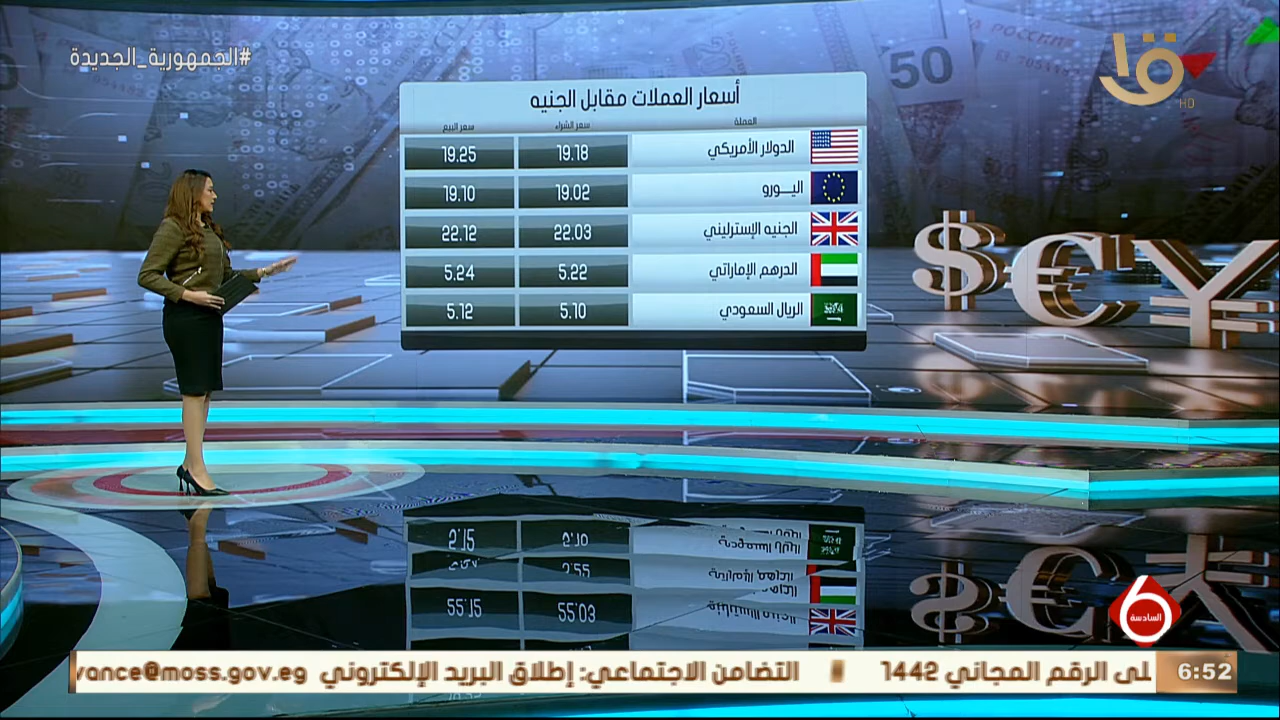 #الجمهورية_الجديدة
50
HD
أسعار العملات مقابل الجنيه
العملة سعر الشراء سعر البيع
الدولار الأمريكي 19.18 19.25
اليـــورو 19.02 19.10
الجنيه الإسترليني 22.03 22.12
الدرهم الإماراتي 5.22 5.24
الريال السعودي 5.10 5.12
$ € ¥
6
السادسة
6:52
لى الرقم المجاني 1442 التضامن الاجتماعي: إطلاق البريد الإلكتروني vance@moss.gov.eg